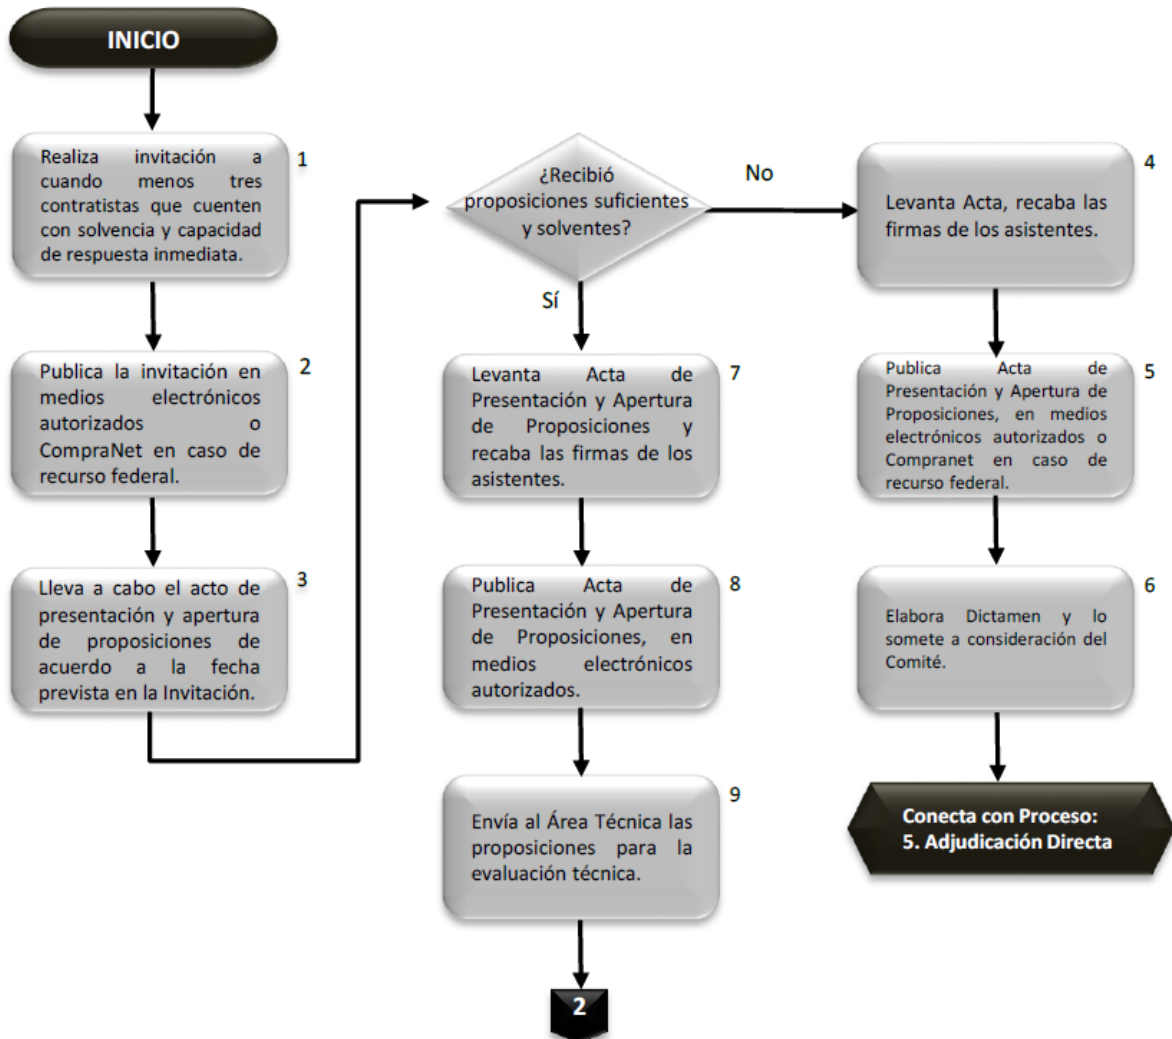 INICIO
1
Realiza invitación a
cuando menos tres
contratistas que cuenten
con solvencia y capacidad
de respuesta inmediata.
2
Publica la invitación en
medios electrónicos
autorizados o
CompraNet en caso de
recurso federal.
3
Lleva a cabo el acto de
presentación y apertura
de proposiciones de
acuerdo a la fecha
prevista en la Invitación.
¿Recibió
proposiciones suficientes
y solventes?
No
Sí
4
Levanta Acta, recaba las
firmas de los asistentes.
5
Publica Acta de
Presentación y Apertura de
Proposiciones, en medios
electrónicos autorizados o
Compranet en caso de
recurso federal.
6
Elabora Dictamen y lo
somete a consideración del
Comité.
Conecta con Proceso:
5. Adjudicación Directa
7
Levanta Acta de
Presentación y Apertura
de Proposiciones y
recaba las firmas de los
asistentes.
8
Publica Acta de
Presentación y Apertura
de Proposiciones, en
medios electrónicos
autorizados.
9
Envía al Área Técnica las
proposiciones para la
evaluación técnica.
2